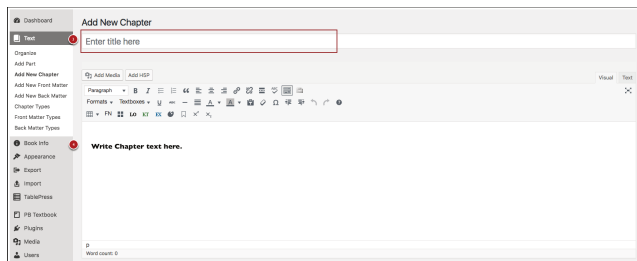 Dashboard
Add New Chapter
Text
Enter title here
Organize
Add Part
Add New Chapter
Add Media
Add H5P
Visual
Text
Add New Front Matter
Add New Back Matter
Paragraph
B I
Chapter Types
Formats
Textboxes
U
A
A
Ω
Front Matter Types
Back Matter Types
FN
LO
KT
EX
Book Info
Appearance
Write Chapter text here.
Export
Import
TablePress
PB Textbook
Plugins
Media
p
Users
Word count: 0